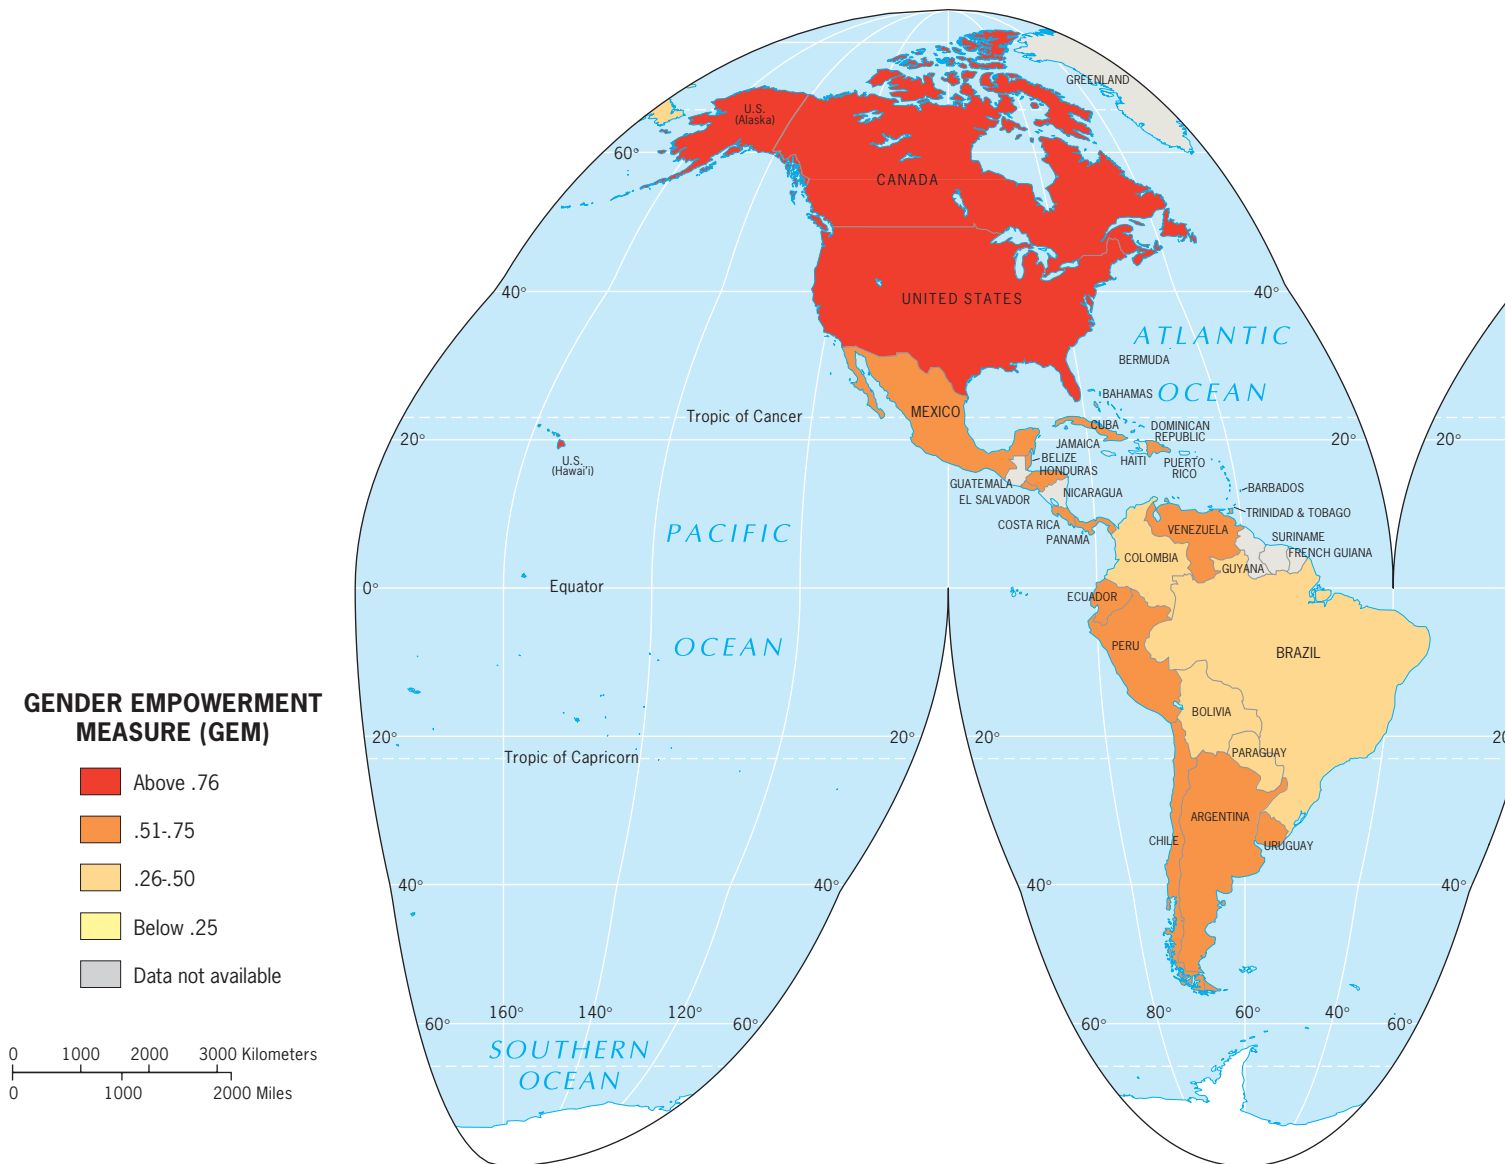 GREENLAND
U.S.
(Alaska)
60°
CANADA
40°
UNITED STATES
40°
ATLANTIC
BERMUDA
OCEAN
BAHAMAS
Tropic of Cancer
MEXICO
CUBA
DOMINICAN
REPUBLIC
20°
JAMAICA
20°
20°
U.S.
(Hawai'i)
BELIZE
HAITI
PUERTO
RICO
HONDURAS
GUATEMALA
EL SALVADOR
NICARAGUA
BARBADOS
TRINIDAD & TOBAGO
COSTA RICA
PANAMA
VENEZUELA
SURINAME
FRENCH GUIANA
PACIFIC
COLOMBIA
GUYANA
0°
Equator
ECUADOR
OCEAN
PERU
BRAZIL
BOLIVIA
20°
20°
20°
20
Tropic of Capricorn
PARAGUAY
ARGENTINA
CHILE
URUGUAY
40°
40°
40°
40°
60°
160°
140°
120°
60°
60°
80°
60°
40°
60°
SOUTHERN
OCEAN
GENDER EMPOWERMENT
MEASURE (GEM)
Above .76
.51-.75
.26-.50
Below .25
Data not available
0 1000 2000 3000 Kilometers
0 1000 2000 Miles